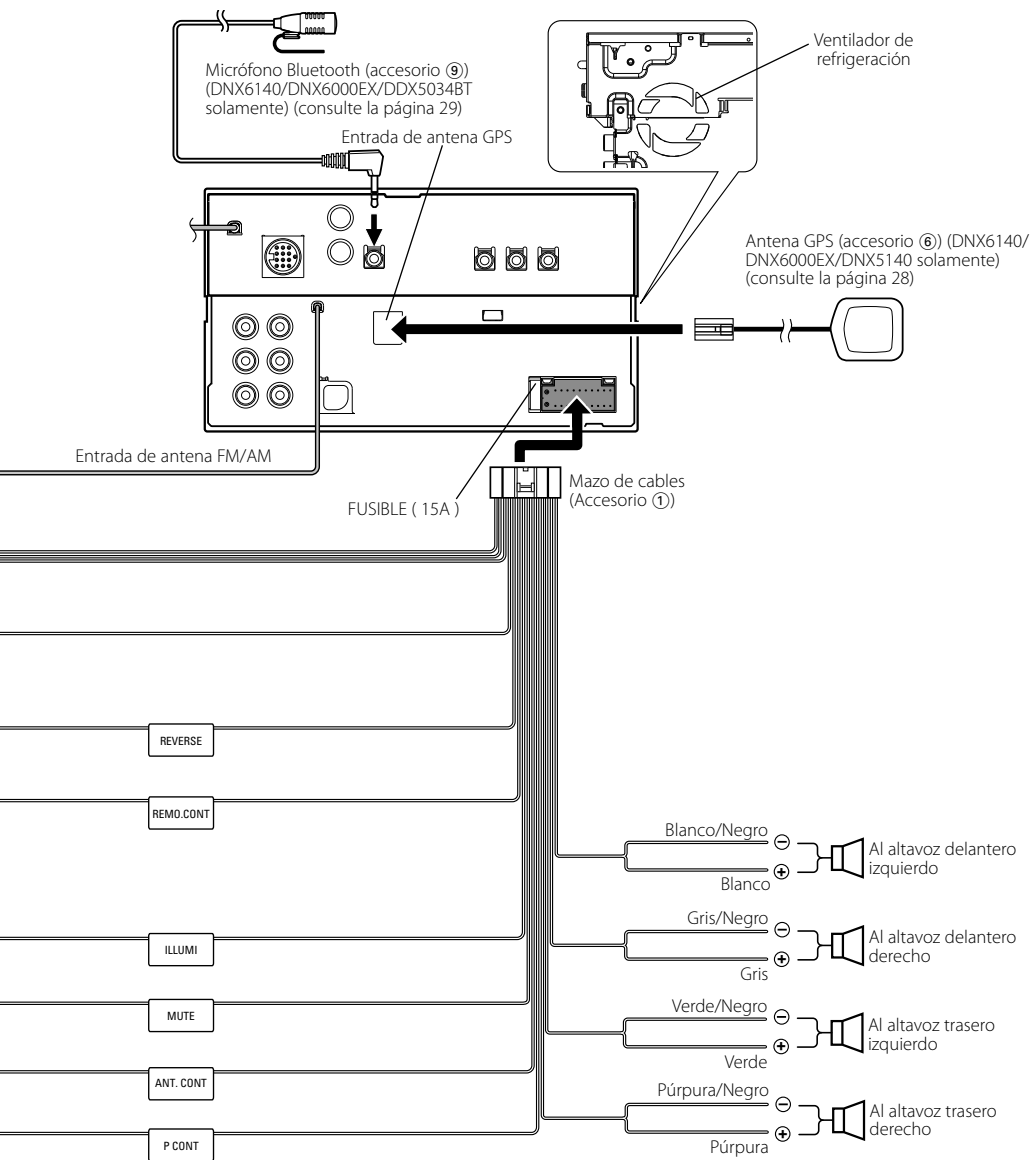 Micrófono Bluetooth (accesorio ⑨)
(DNX6140/DNX6000EX/DDX5034BT
solamente) (consulte la página 29)
Ventilador de
refrigeración
Entrada de antena GPS
Antena GPS (accesorio ⑥) (DNX6140/
DNX6000EX/DNX5140 solamente)
(consulte la página 28)
Entrada de antena FM/AM
FUSIBLE ( 15A )
Mazo de cables
(Accesorio ①)
REVERSE
REMO.CONT
ILLUMI
MUTE
ANT. CONT
P CONT
Blanco/Negro
⊖
⊕
Blanco
Al altavoz delantero
izquierdo
Gris/Negro
⊖
⊕
Gris
Al altavoz delantero
derecho
Verde/Negro
⊖
⊕
Verde
Al altavoz trasero
izquierdo
Púrpura/Negro
⊖
⊕
Púrpura
Al altavoz trasero
derecho